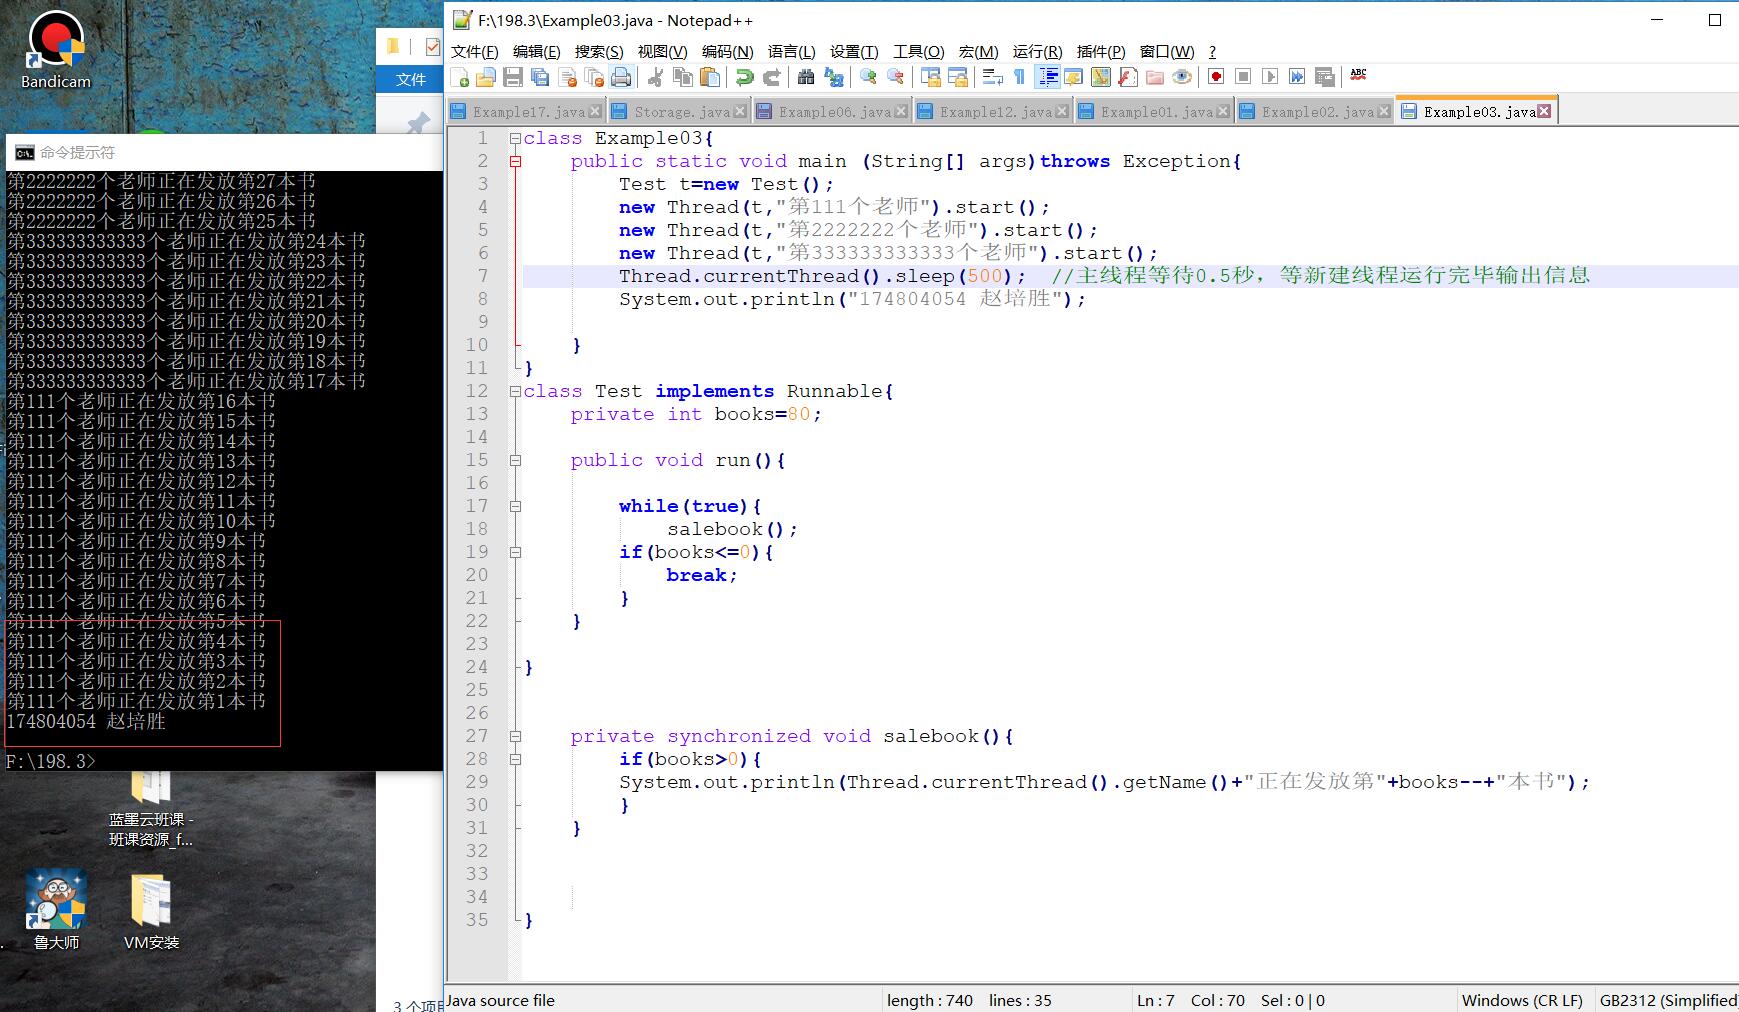 Bandicam
文件
命令提示符
第2222222个老师正在发放第27本书
第2222222个老师正在发放第26本书
第2222222个老师正在发放第25本书
第333333333333个老师正在发放第24本书
第333333333333个老师正在发放第23本书
第333333333333个老师正在发放第22本书
第333333333333个老师正在发放第21本书
第333333333333个老师正在发放第20本书
第333333333333个老师正在发放第19本书
第333333333333个老师正在发放第18本书
第333333333333个老师正在发放第17本书
第111个老师正在发放第16本书
第111个老师正在发放第15本书
第111个老师正在发放第14本书
第111个老师正在发放第13本书
第111个老师正在发放第12本书
第111个老师正在发放第11本书
第111个老师正在发放第10本书
第111个老师正在发放第9本书
第111个老师正在发放第8本书
第111个老师正在发放第7本书
第111个老师正在发放第6本书
第111个老师正在发放第5本书
第111个老师正在发放第4本书
第111个老师正在发放第3本书
第111个老师正在发放第2本书
第111个老师正在发放第1本书
174804054 赵培胜
F:\198.3>
蓝墨云班课 -
班课资源_f...
鲁大师
VM安装
3 个项目
F:\198.3\Example03.java - Notepad++
文件(F) 编辑(E) 搜索(S) 视图(V) 编码(N) 语言(L) 设置(T) 工具(O) 宏(M) 运行(R) 插件(P) 窗口(W) ?
ABC
Example17.java Storage.java Example06.java Example12.java Example01.java Example02.java Example03.java
1 class Example03{
2 public static void main (String[] args)throws Exception{
3 Test t=new Test();
4 new Thread(t,"第111个老师").start();
5 new Thread(t,"第2222222个老师").start();
6 new Thread(t,"第333333333333个老师").start();
7 Thread.currentThread().sleep(500); //主线程等待0.5秒，等新建线程运行完毕输出信息
8 System.out.println("174804054 赵培胜");
9
10 }
11 }
12 class Test implements Runnable{
13 private int books=80;
14
15 public void run(){
16
17 while(true){
18 salebook();
19 if(books<=0){
20 break;
21 }
22 }
23
24 }
25
26
27 private synchronized void salebook(){
28 if(books>0){
29 System.out.println(Thread.currentThread().getName()+"正在发放第"+books--+"本书");
30 }
31 }
32
33
34
35 }
Java source file length : 740 lines : 35 Ln : 7 Col : 70 Sel : 0 | 0 Windows (CR LF) GB2312 (Simplified)